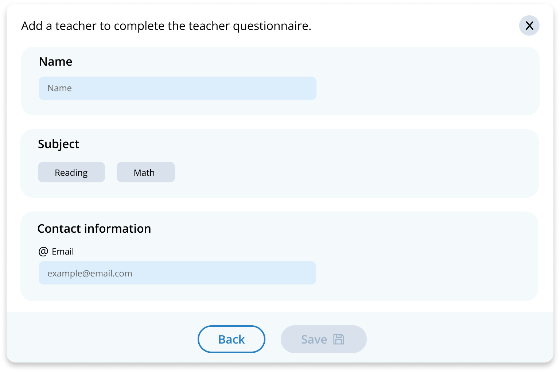 Add a teacher to complete the teacher questionnaire.
Name
Name
Subject
Reading Math
Contact information
@ Email
example@email.com
Back Save